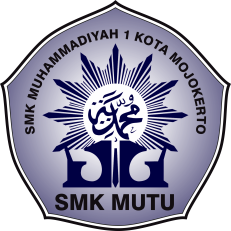 SMK MUHAMMADIYAH 1 KOTA MOJOKERTO
محمد
SMK MUTU